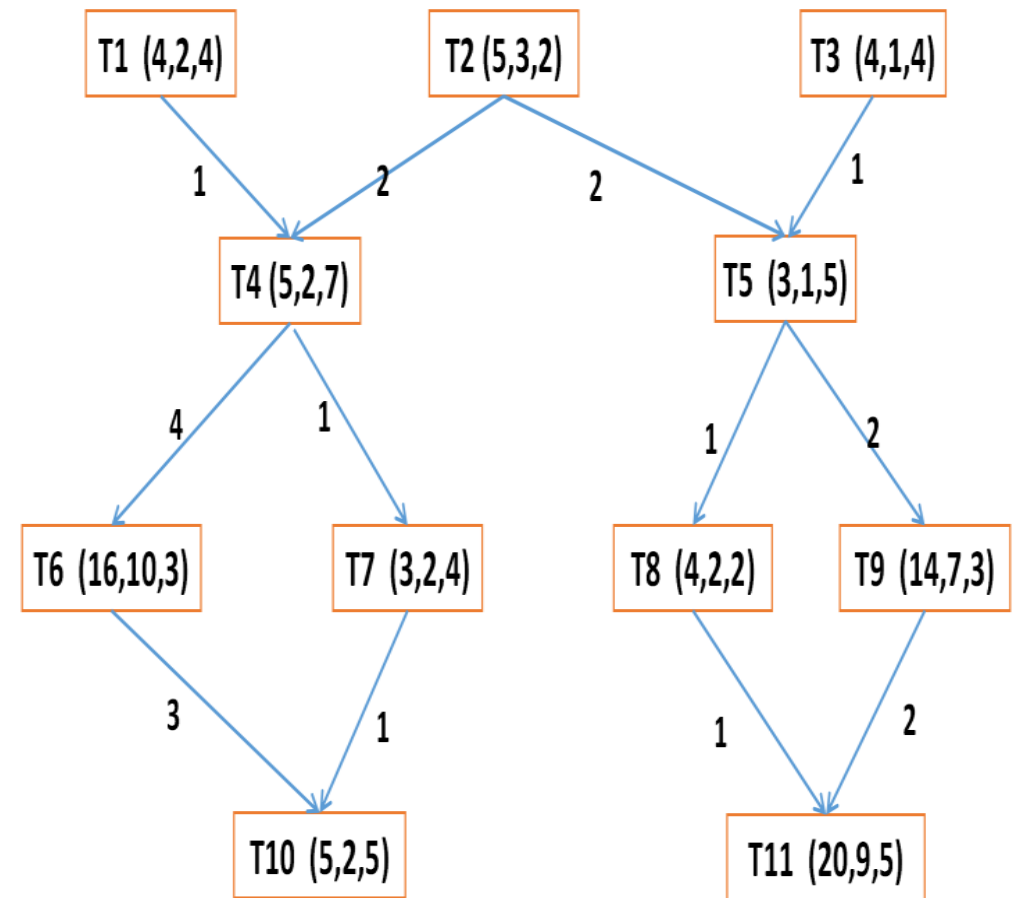 T1 (4,2,4)
T2 (5,3,2)
T3 (4,1,4)
1
2
2
1
T4 (5,2,7)
T5 (3,1,5)
4
1
1
2
T6 (16,10,3)
T7 (3,2,4)
T8 (4,2,2)
T9 (14,7,3)
3
1
1
2
T10 (5,2,5)
T11 (20,9,5)